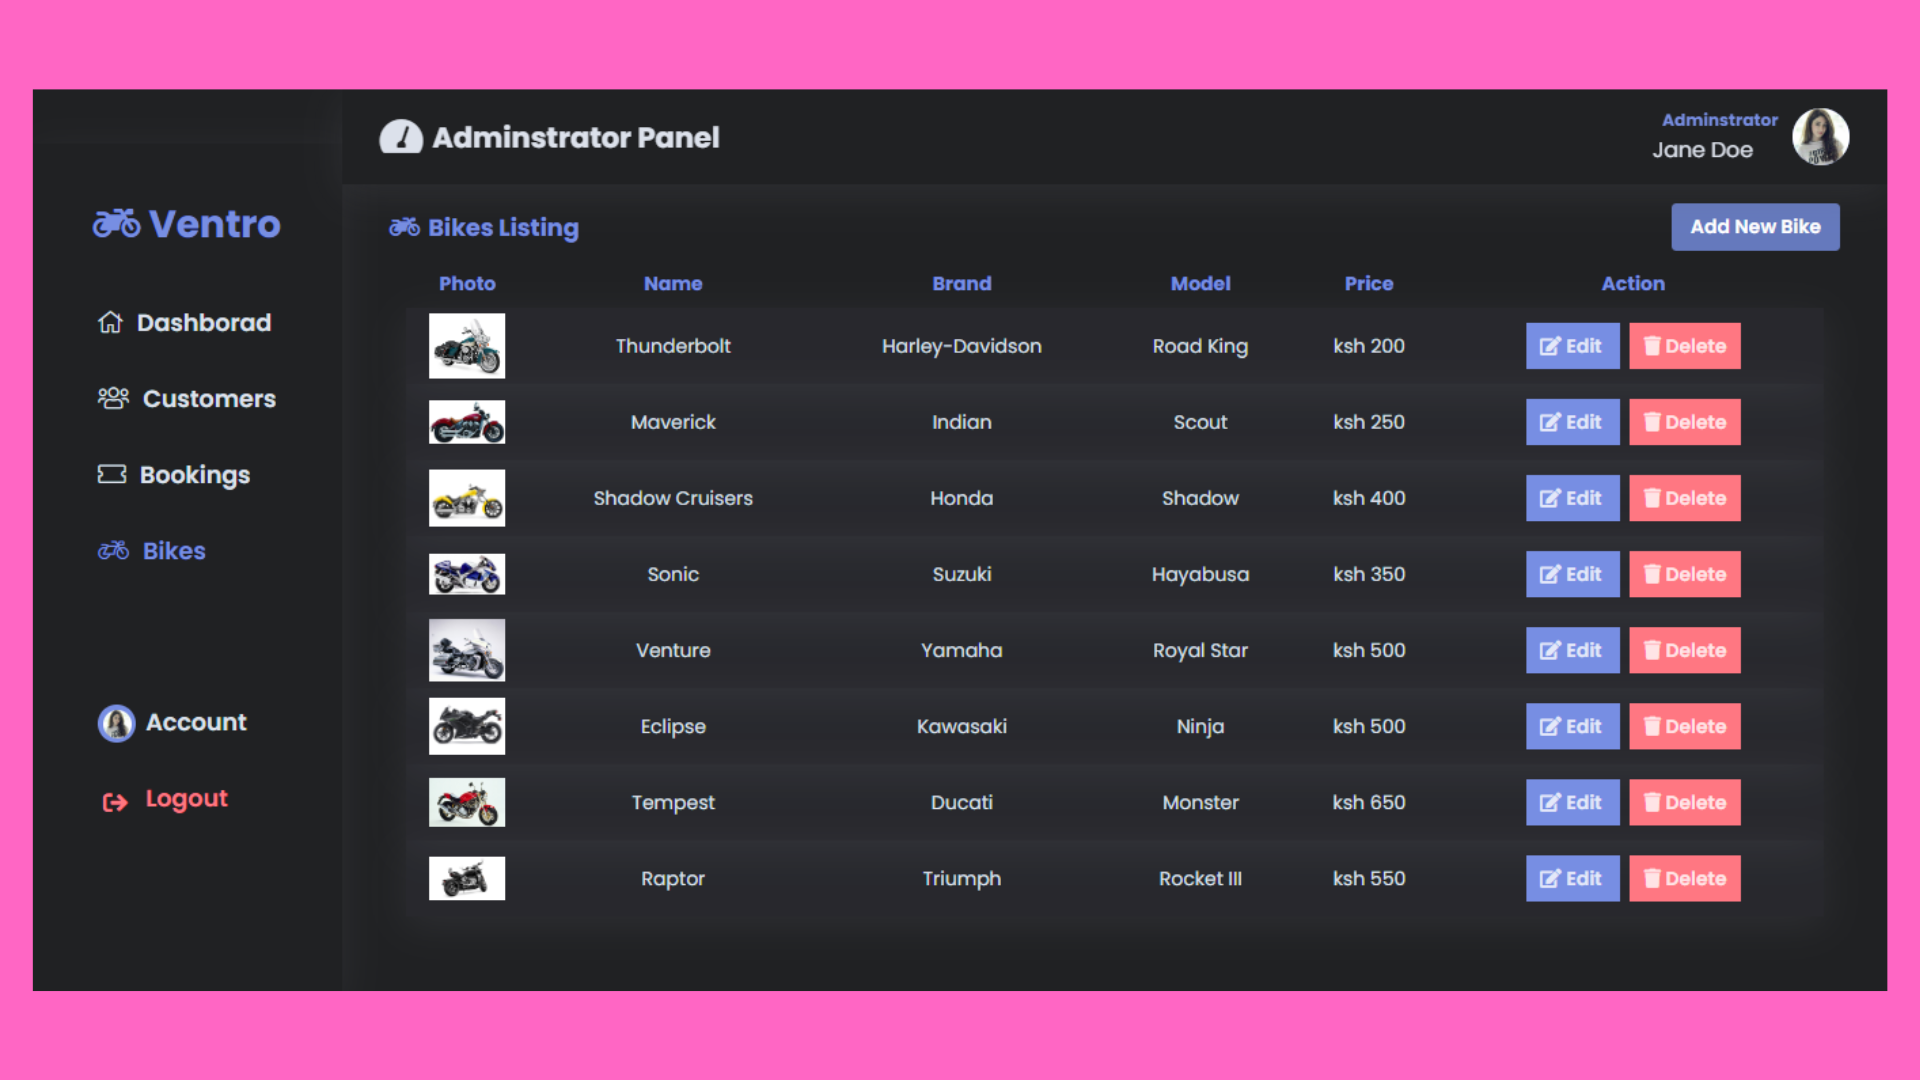 Adminstrator Panel
Adminstrator
Jane Doe
Ventro
Dashborad
Customers
Bookings
Bikes
Account
Logout
Bikes Listing
Add New Bike
Photo Name Brand Model Price Action
Thunderbolt Harley-Davidson Road King ksh 200 Edit Delete
Maverick Indian Scout ksh 250 Edit Delete
Shadow Cruisers Honda Shadow ksh 400 Edit Delete
Sonic Suzuki Hayabusa ksh 350 Edit Delete
Venture Yamaha Royal Star ksh 500 Edit Delete
Eclipse Kawasaki Ninja ksh 500 Edit Delete
Tempest Ducati Monster ksh 650 Edit Delete
Raptor Triumph Rocket III ksh 550 Edit Delete